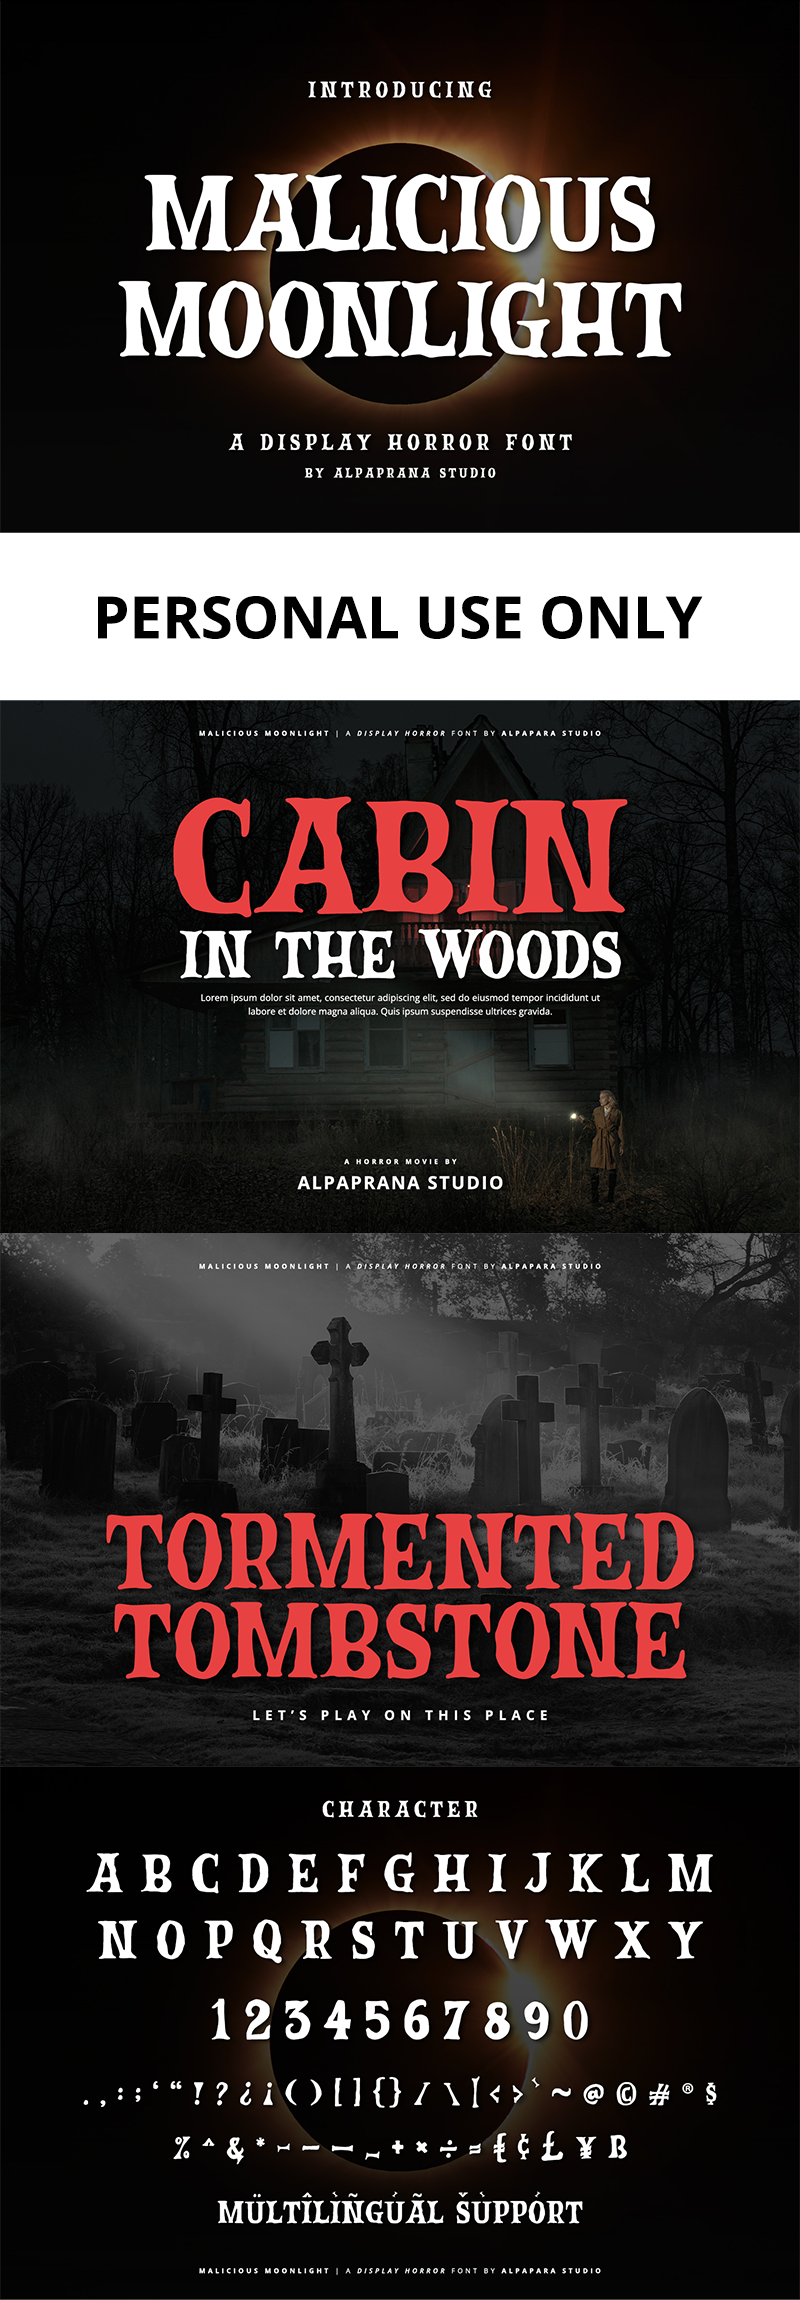 INTRODUCING
MALICIOUS
MOONLIGHT
A DISPLAY HORROR FONT
BY ALPAPRANA STUDIO
PERSONAL USE ONLY
MALICIOUS MOONLIGHT | A DISPLAY HORROR FONT BY ALPAPARA STUDIO
CABIN
IN THE WOODS
Lorem ipsum dolor sit amet, consectetur adipiscing elit, sed do eiusmod tempor incididunt ut
labore et dolore magna aliqua. Quis ipsum suspendisse ultrices gravida.
A HORROR MOVIE BY
ALPAPRANA STUDIO
MALICIOUS MOONLIGHT | A DISPLAY HORROR FONT BY ALPAPARA STUDIO
TORMENTED
TOMBSTONE
LET'S PLAY ON THIS PLACE
CHARACTER
A B C D E F G H I J K L M
N O P Q R S T U V W X Y
1 2 3 4 5 6 7 8 9 0
. , : ; ‘ “ ! ? ¿ ¡ ( ) [ ] { } / \ | < > ` ~ @ © # ® $
% ^ & * - – — _ + × ÷ = ₤ ¢ £ ¥ ß
MÜLTÎLÌÑGÚÃL ŠÙPPÓRT
MALICIOUS MOONLIGHT | A DISPLAY HORROR FONT BY ALPAPARA STUDIO